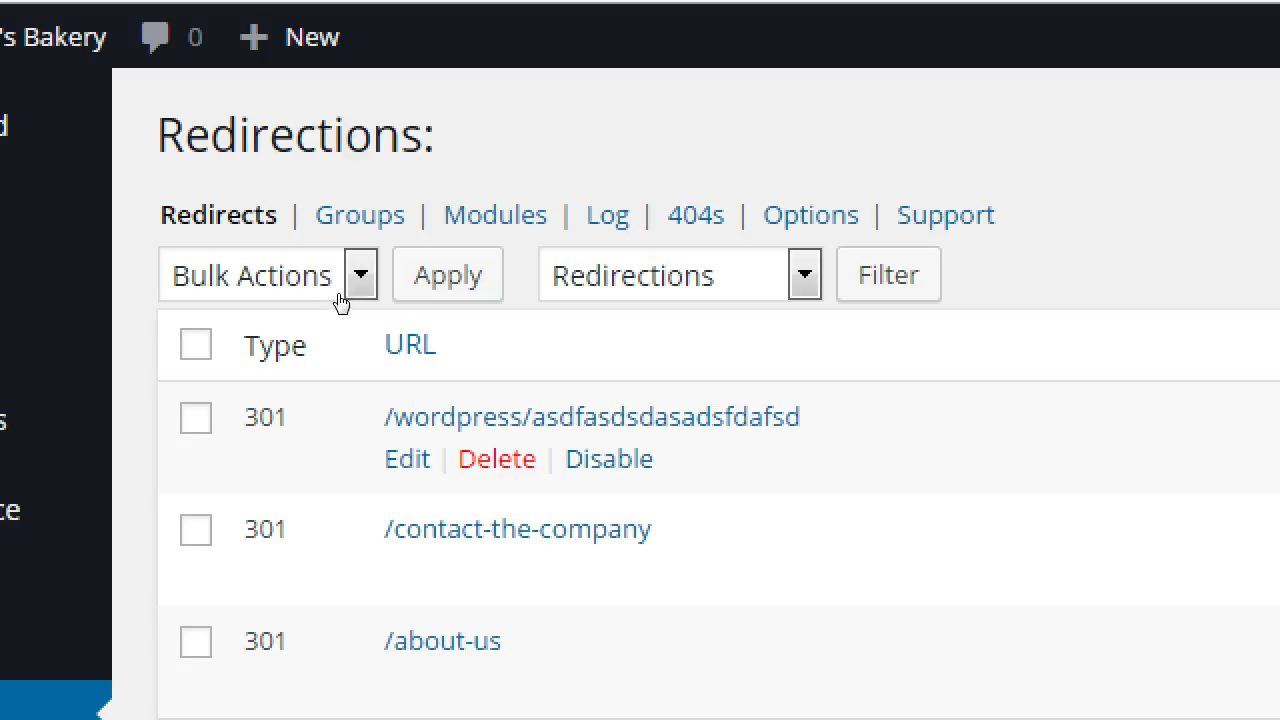 's Bakery 0 New
Redirections:
Redirects | Groups | Modules | Log | 404s | Options | Support
Bulk Actions Apply Redirections Filter
Type URL
301 /wordpress/asdfasdsdasadsfdafsd
Edit | Delete | Disable
301 /contact-the-company
301 /about-us